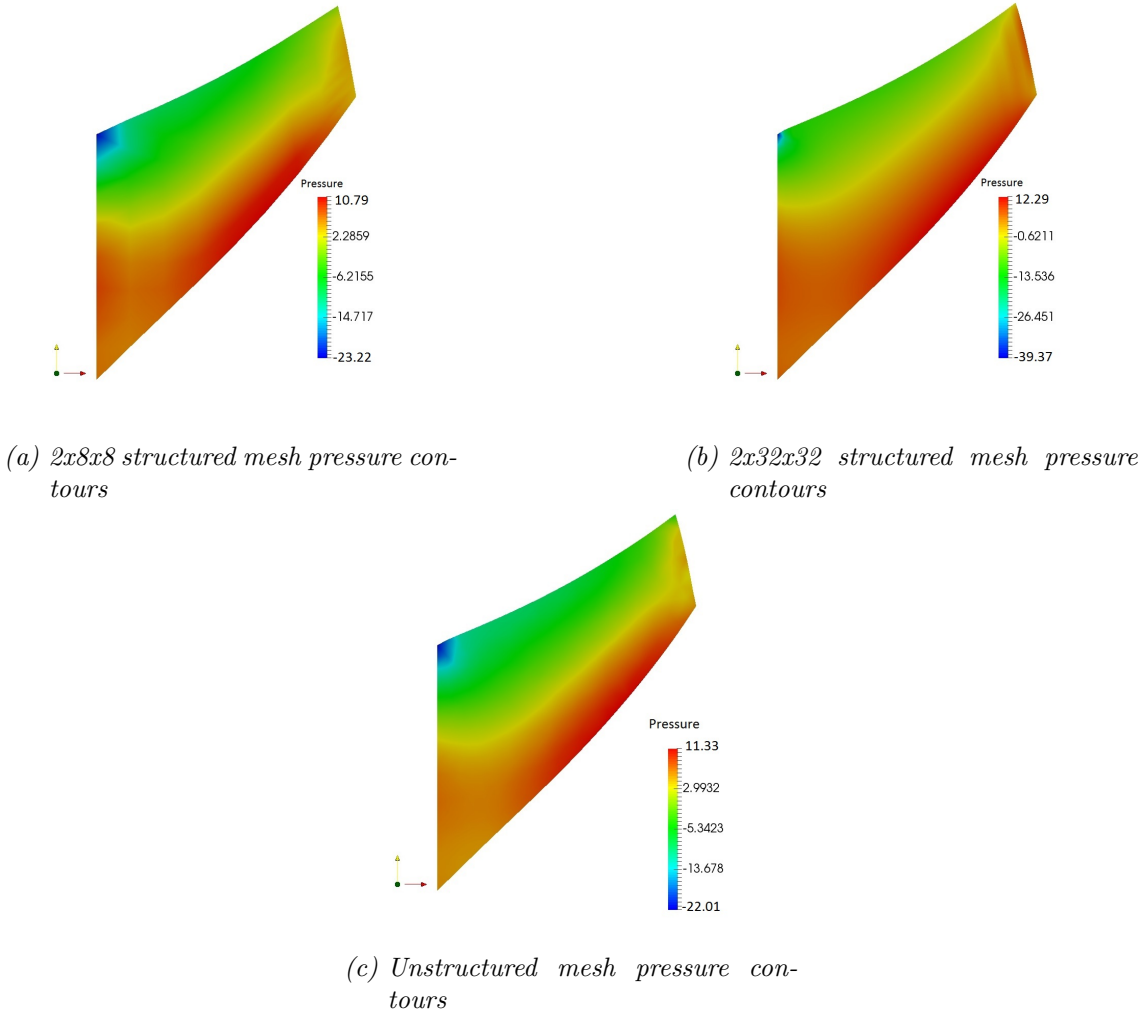 Pressure
10.79
2.2859
-6.2155
-14.717
-23.22
(a) 2x8x8 structured mesh pressure con-
tours
Pressure
12.29
-0.6211
-13.536
-26.451
-39.37
(b) 2x32x32 structured mesh pressure
contours
Pressure
11.33
2.9932
-5.3423
-13.678
-22.01
(c) Unstructured mesh pressure con-
tours